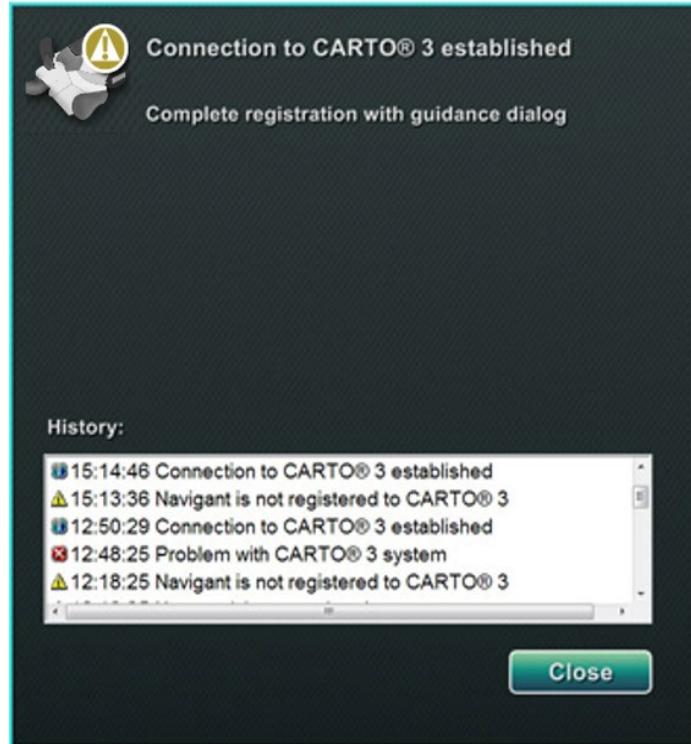 Connection to CARTO® 3 established
Complete registration with guidance dialog
History:
15:14:46 Connection to CARTO® 3 established
15:13:36 Navigant is not registered to CARTO® 3
12:50:29 Connection to CARTO® 3 established
12:48:25 Problem with CARTO® 3 system
12:18:25 Navigant is not registered to CARTO® 3
Close